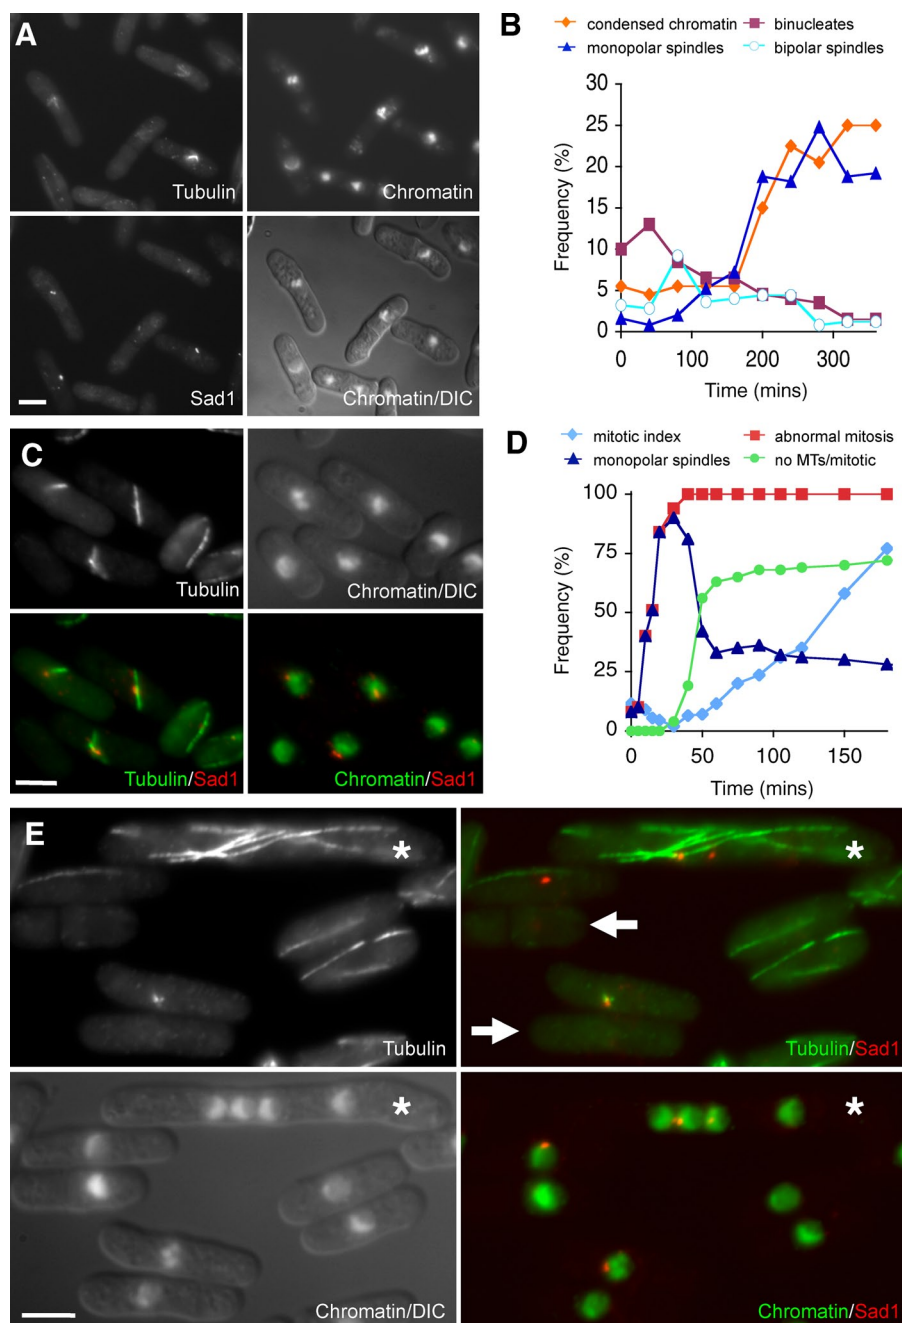 A
Tubulin
Chromatin
Sad1
Chromatin/DIC
B
condensed chromatin
binucleates
monopolar spindles
bipolar spindles
30
25
20
15
10
5
0
Frequency (%)
0 100 200 300
Time (mins)
C
Tubulin
Chromatin/DIC
Tubulin/Sad1
Chromatin/Sad1
D
mitotic index
abnormal mitosis
monopolar spindles
no MTs/mitotic
100
75
50
25
0
Frequency (%)
0 50 100 150
Time (mins)
E
*
Tubulin
*
Tubulin/Sad1
*
Chromatin/DIC
*
Chromatin/Sad1